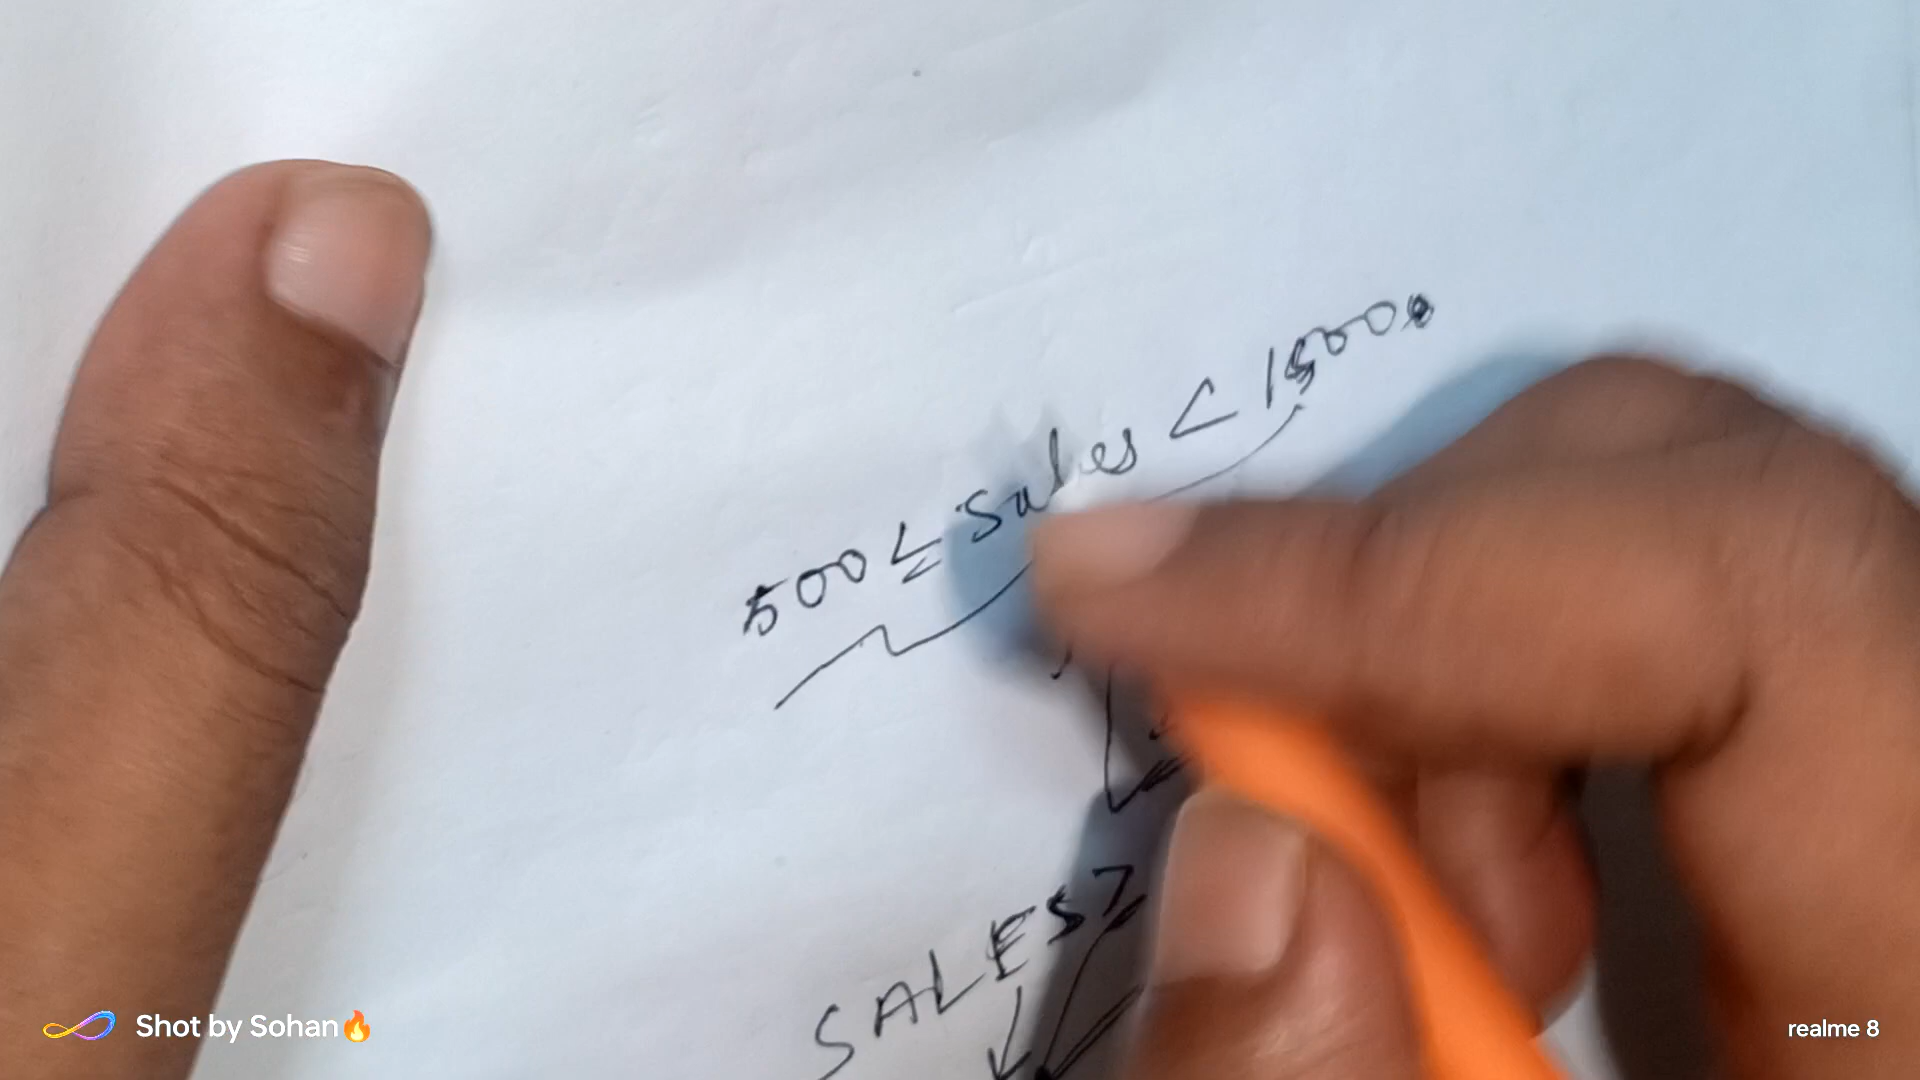 500 ≤ Sales < 1500
SALES ≥
Shot by Sohan🔥
realme 8